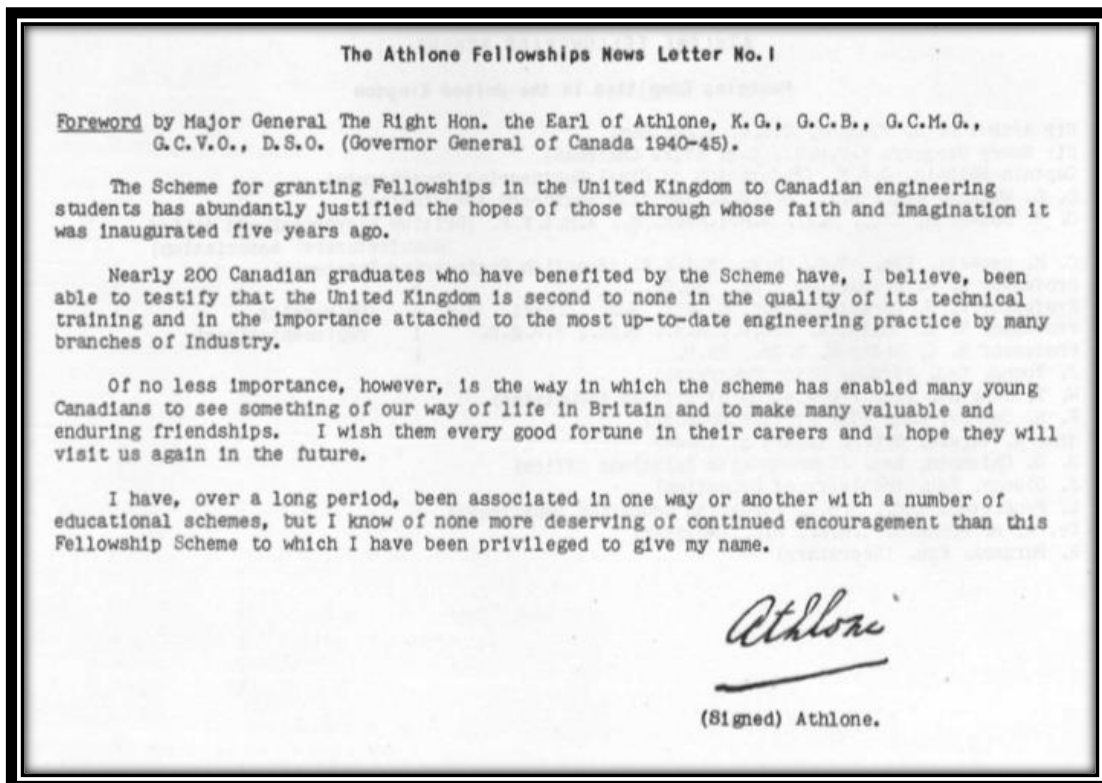 The Athlone Fellowships News Letter No.1
Foreword by Major General The Right Hon. the Earl of Athlone, K.G., G.C.B., G.C.M.G.,
G.C.V.O., D.S.O. (Governor General of Canada 1940-45).
The Scheme for granting Fellowships in the United Kingdom to Canadian engineering
students has abundantly justified the hopes of those through whose faith and imagination it
was inaugurated five years ago.
Nearly 200 Canadian graduates who have benefited by the Scheme have, I believe, been
able to testify that the United Kingdom is second to none in the quality of its technical
training and in the importance attached to the most up-to-date engineering practice by many
branches of Industry.
Of no less importance, however, is the way in which the scheme has enabled many young
Canadians to see something of our way of life in Britain and to make many valuable and
enduring friendships. I wish them every good fortune in their careers and I hope they will
visit us again in the future.
I have, over a long period, been associated in one way or another with a number of
educational schemes, but I know of none more deserving of continued encouragement than this
Fellowship Scheme to which I have been privileged to give my name.
Athlone
(Signed) Athlone.